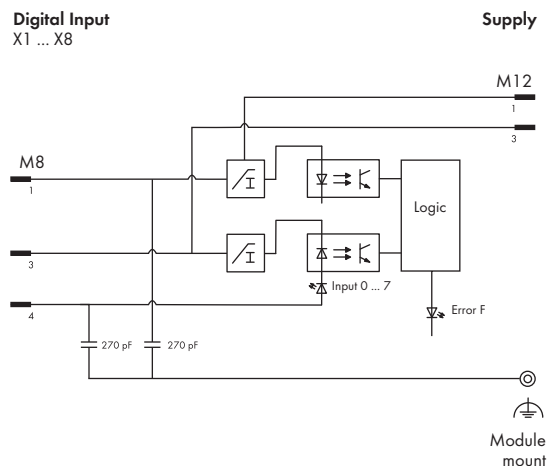 Digital Input
X1 ... X8
Supply
M12
1
3
M8
1
Logic
3
Input 0 ... 7
4
Error F
270 pF
270 pF
Module
mount